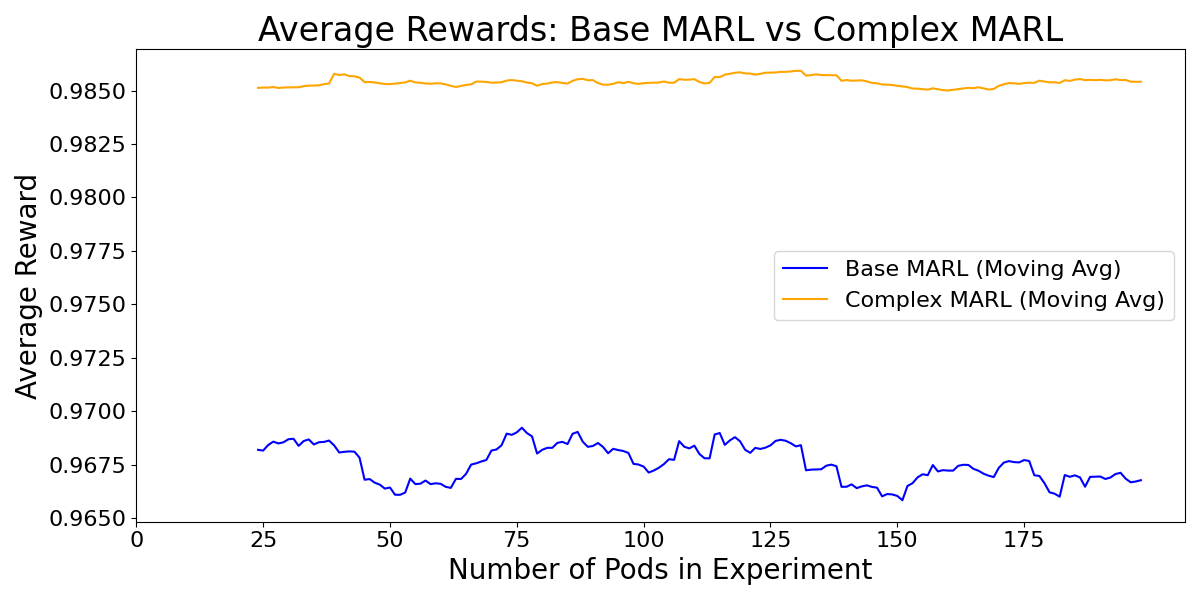 Average Rewards: Base MARL vs Complex MARL
0.9850
0.9825
0.9800
0.9775
0.9750
0.9725
0.9700
0.9675
0.9650
Average Reward
Base MARL (Moving Avg)
Complex MARL (Moving Avg)
0 25 50 75 100 125 150 175
Number of Pods in Experiment